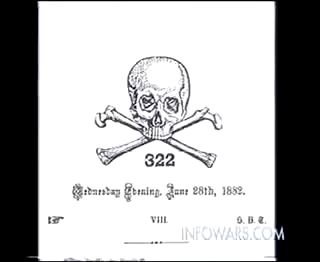 322
Wednesday Evening, June 28th, 1882.
VIII. S. B. T.
INFOWARS.COM